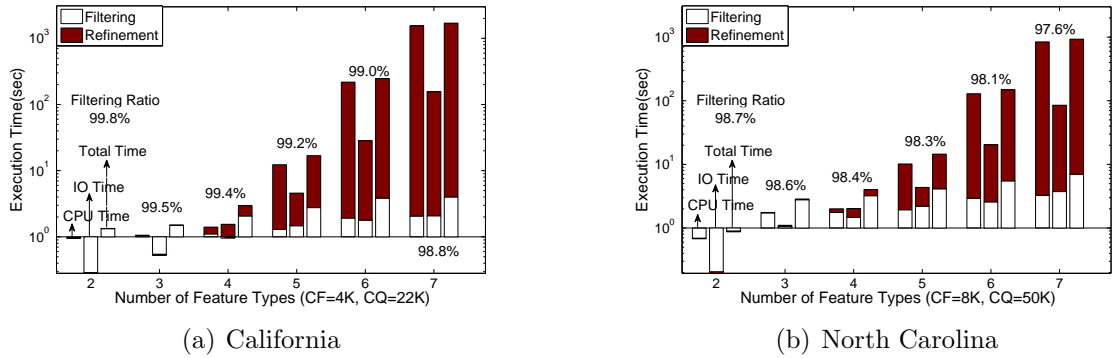 Filtering
Refinement
Execution Time(sec)
10^3
10^2
10^1
10^0
Filtering Ratio
99.8%
Total Time
IO Time
CPU Time
99.5%
99.4%
99.2%
99.0%
98.8%
2 3 4 5 6 7
Number of Feature Types (CF=4K, CQ=22K)
(a) California
Filtering
Refinement
Execution Time(sec)
10^3
10^2
10^1
10^0
Filtering Ratio
98.7%
Total Time
IO Time
CPU Time
98.6%
98.4%
98.3%
98.1%
97.6%
2 3 4 5 6 7
Number of Feature Types (CF=8K, CQ=50K)
(b) North Carolina